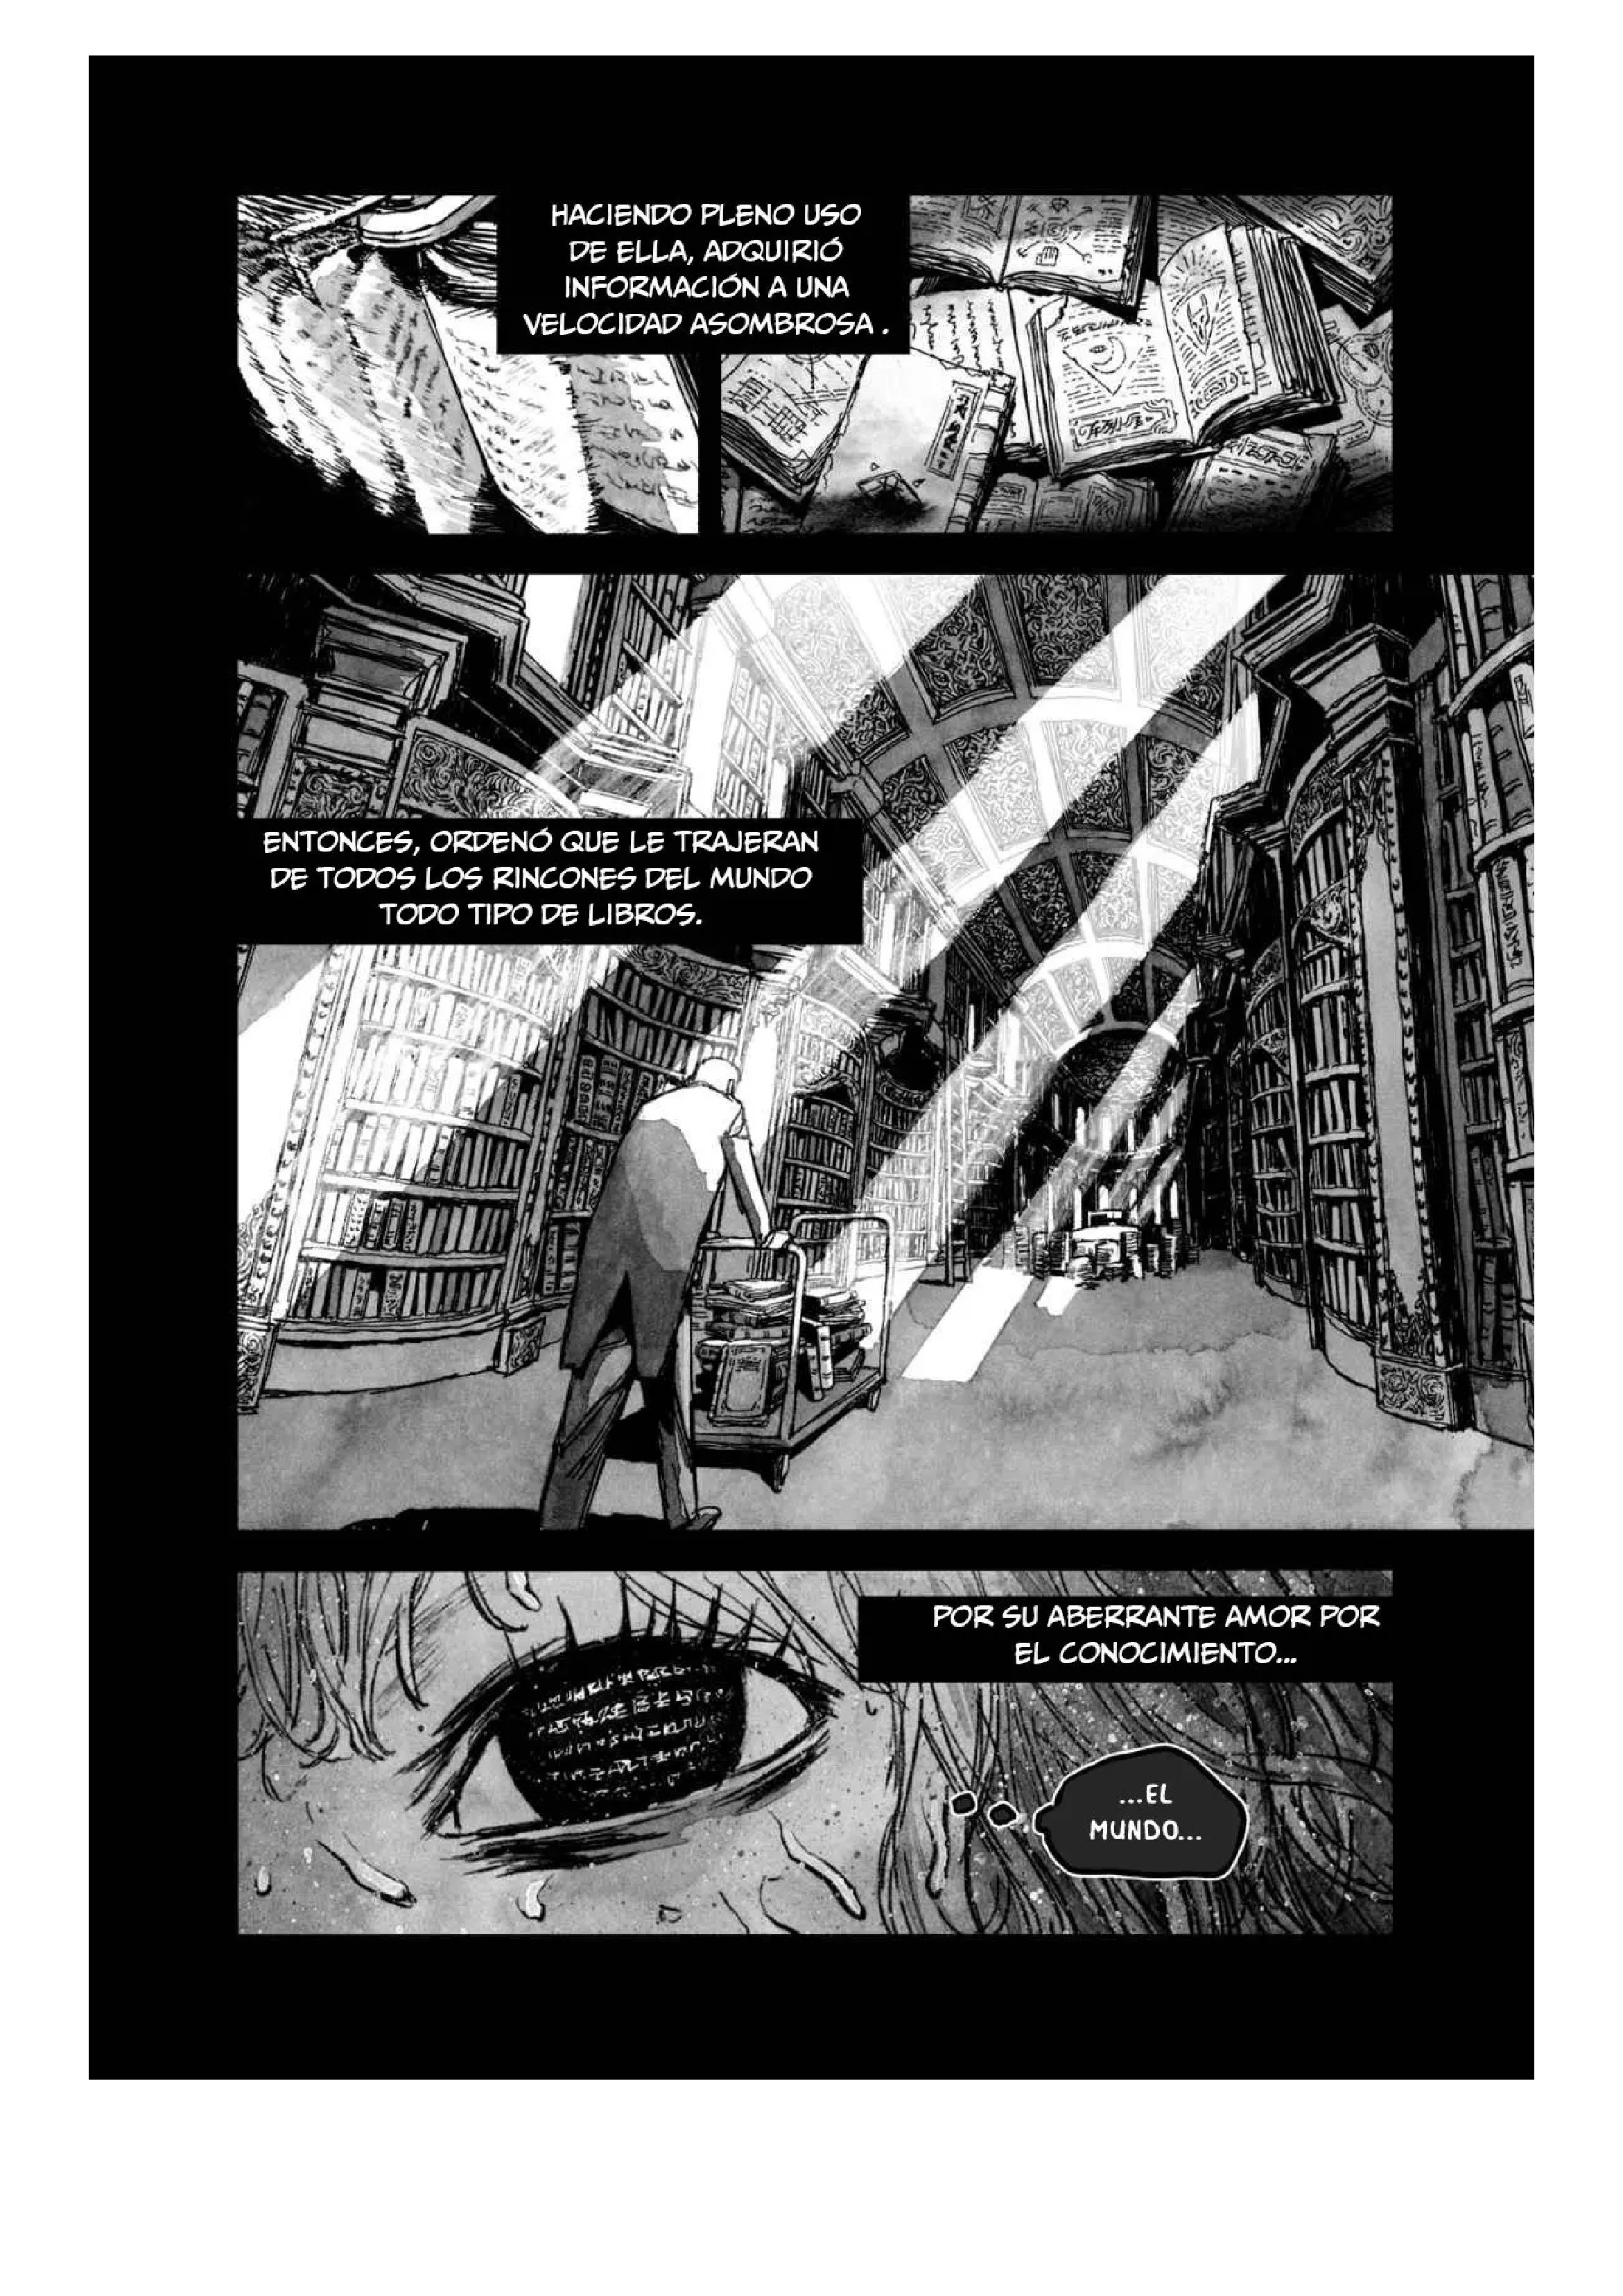 HACIENDO PLENO USO
DE ELLA, ADQUIRIÓ
INFORMACIÓN A UNA
VELOCIDAD ASOMBROSA .
ENTONCES, ORDENÓ QUE LE TRAJERAN
DE TODOS LOS RINCONES DEL MUNDO
TODO TIPO DE LIBROS.
POR SU ABERRANTE AMOR POR
EL CONOCIMIENTO...
...EL
MUNDO...